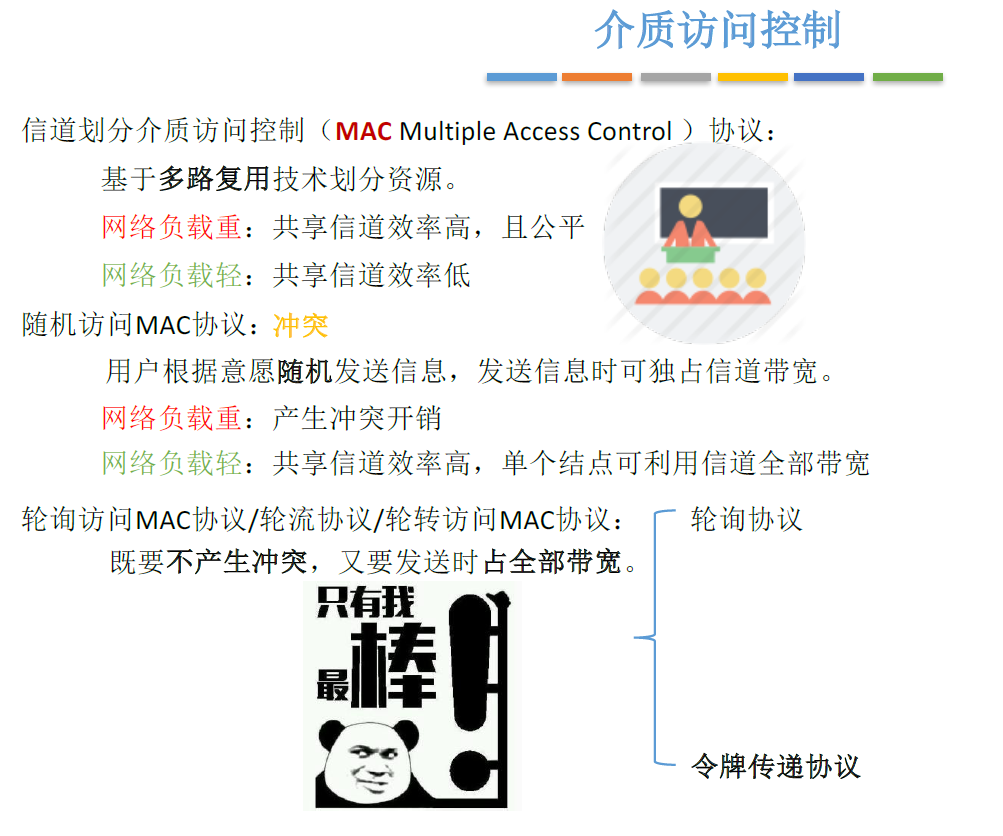 介质访问控制
信道划分介质访问控制（MAC Multiple Access Control ）协议：
基于多路复用技术划分资源。
网络负载重：共享信道效率高，且公平
网络负载轻：共享信道效率低
随机访问MAC协议：冲突
用户根据意愿随机发送信息，发送信息时可独占信道带宽。
网络负载重：产生冲突开销
网络负载轻：共享信道效率高，单个结点可利用信道全部带宽
轮询访问MAC协议/轮流协议/轮转访问MAC协议：
既要不产生冲突，又要发送时占全部带宽。
轮询协议
令牌传递协议
只有我
最棒！